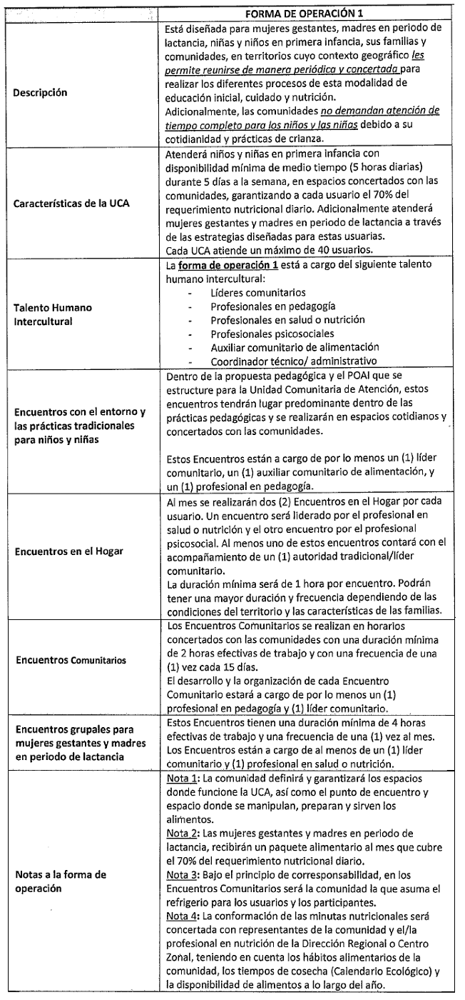 FORMA DE OPERACIÓN 1
Descripción
Está diseñada para mujeres gestantes, madres en periodo de
lactancia, niñas y niños en primera infancia, sus familias y
comunidades, en territorios cuyo contexto geográfico les
permite reunirse de manera periódica y concertada para
realizar los diferentes procesos de esta modalidad de
educación inicial, cuidado y nutrición.
Adicionalmente, las comunidades no demandan atención de
tiempo completo para los niños y las niñas debido a su
cotidianidad y prácticas de crianza.
Características de la UCA
Atenderá niños y niñas en primera infancia con
disponibilidad mínima de medio tiempo (5 horas diarias)
durante 5 días a la semana, en espacios concertados con las
comunidades, garantizando a cada usuario el 70% del
requerimiento nutricional diario. Adicionalmente atenderá
mujeres gestantes y madres en periodo de lactancia a través
de las estrategias diseñadas para estas usuarias.
Cada UCA atiende un máximo de 40 usuarios.
Talento Humano
Intercultural
La forma de operación 1 está a cargo del siguiente talento
humano intercultural:
- Líderes comunitarios
- Profesionales en pedagogía
- Profesionales en salud o nutrición
- Profesionales psicosociales
- Auxiliar comunitario de alimentación
- Coordinador técnico/ administrativo
Encuentros con el entorno y
las prácticas tradicionales
para niños y niñas
Dentro de la propuesta pedagógica y el POAI que se
estructure para la Unidad Comunitaria de Atención, estos
encuentros tendrán lugar predominante dentro de las
prácticas pedagógicas y se realizarán en espacios cotidianos y
concertados con las comunidades.
Estos Encuentros están a cargo de por lo menos un (1) líder
comunitario, un (1) auxiliar comunitario de alimentación, y
un (1) profesional en pedagogía.
Encuentros en el Hogar
Al mes se realizarán dos (2) Encuentros en el Hogar por cada
usuario. Un encuentro será liderado por el profesional en
salud o nutrición y el otro encuentro por el profesional
psicosocial. Al menos uno de estos encuentros contará con el
acompañamiento de un (1) autoridad tradicional/líder
comunitario.
La duración mínima será de 1 hora por encuentro. Podrán
tener una mayor duración y frecuencia dependiendo de las
condiciones del territorio y las características de las familias.
Encuentros Comunitarios
Los Encuentros Comunitarios se realizan en horarios
concertados con las comunidades con una duración mínima
de 2 horas efectivas de trabajo y con una frecuencia de una
(1) vez cada 15 días.
El desarrollo y la organización de cada Encuentro
Comunitario estará a cargo de por lo menos un (1)
profesional en pedagogía y (1) líder comunitario.
Encuentros grupales para
mujeres gestantes y madres
en periodo de lactancia
Estos Encuentros tienen una duración mínima de 4 horas
efectivas de trabajo y una frecuencia de una (1) vez al mes.
Los Encuentros están a cargo de al menos de un (1) líder
comunitario y (1) profesional en salud o nutrición.
Notas a la forma de
operación
Nota 1: La comunidad definirá y garantizará los espacios
donde funcione la UCA, así como el punto de encuentro y
espacio donde se manipulan, preparan y sirven los
alimentos.
Nota 2: Las mujeres gestantes y madres en periodo de
lactancia, recibirán un paquete alimentario al mes que cubre
el 70% del requerimiento nutricional diario.
Nota 3: Bajo el principio de corresponsabilidad, en los
Encuentros Comunitarios será la comunidad la que asuma el
refrigerio para los usuarios y los participantes.
Nota 4: La conformación de las minutas nutricionales será
concertada con representantes de la comunidad y el/la
profesional en nutrición de la Dirección Regional o Centro
Zonal, teniendo en cuenta los hábitos alimentarios de la
comunidad, los tiempos de cosecha (Calendario Ecológico) y
la disponibilidad de alimentos a lo largo del año.